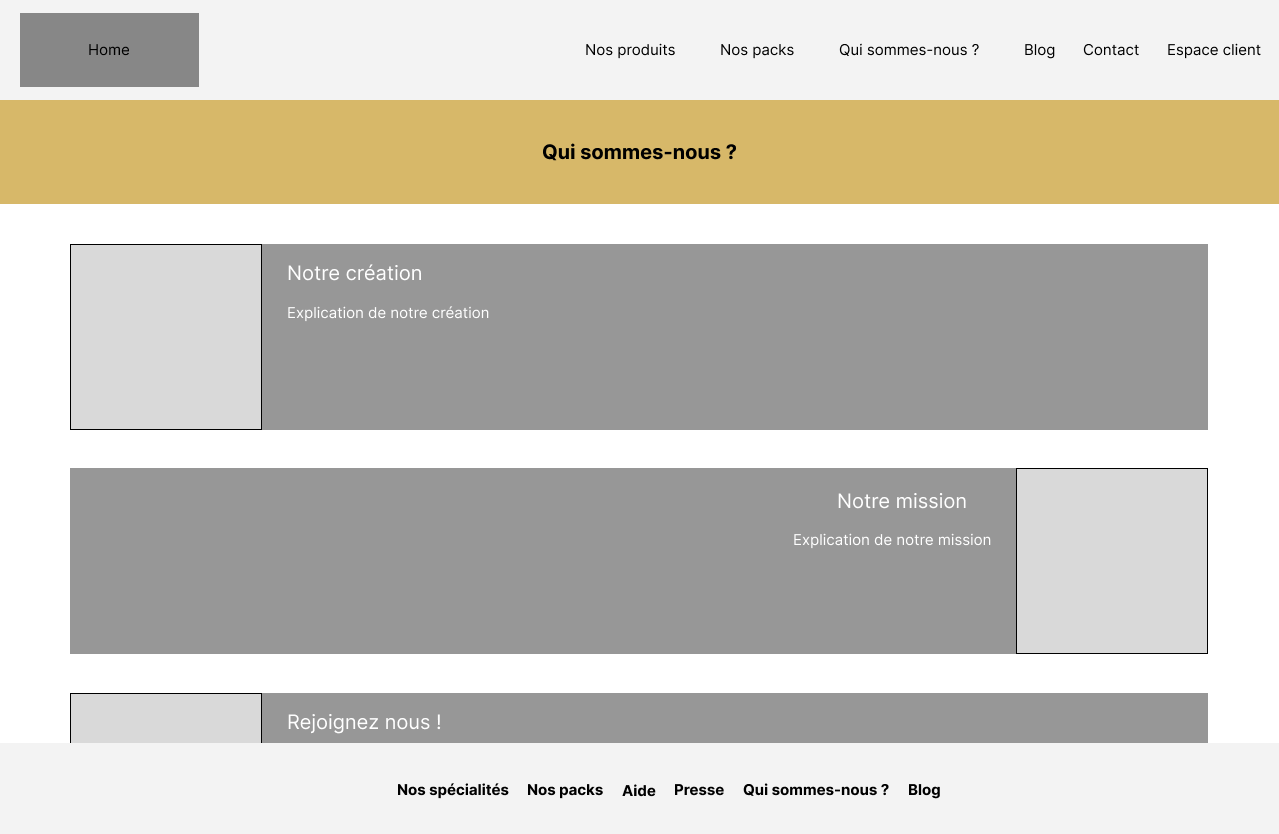 Home Nos produits Nos packs Qui sommes-nous ? Blog Contact Espace client
Qui sommes-nous ?
Notre création
Explication de notre création
Notre mission
Explication de notre mission
Rejoignez nous !
Nos spécialités Nos packs Aide Presse Qui sommes-nous ? Blog